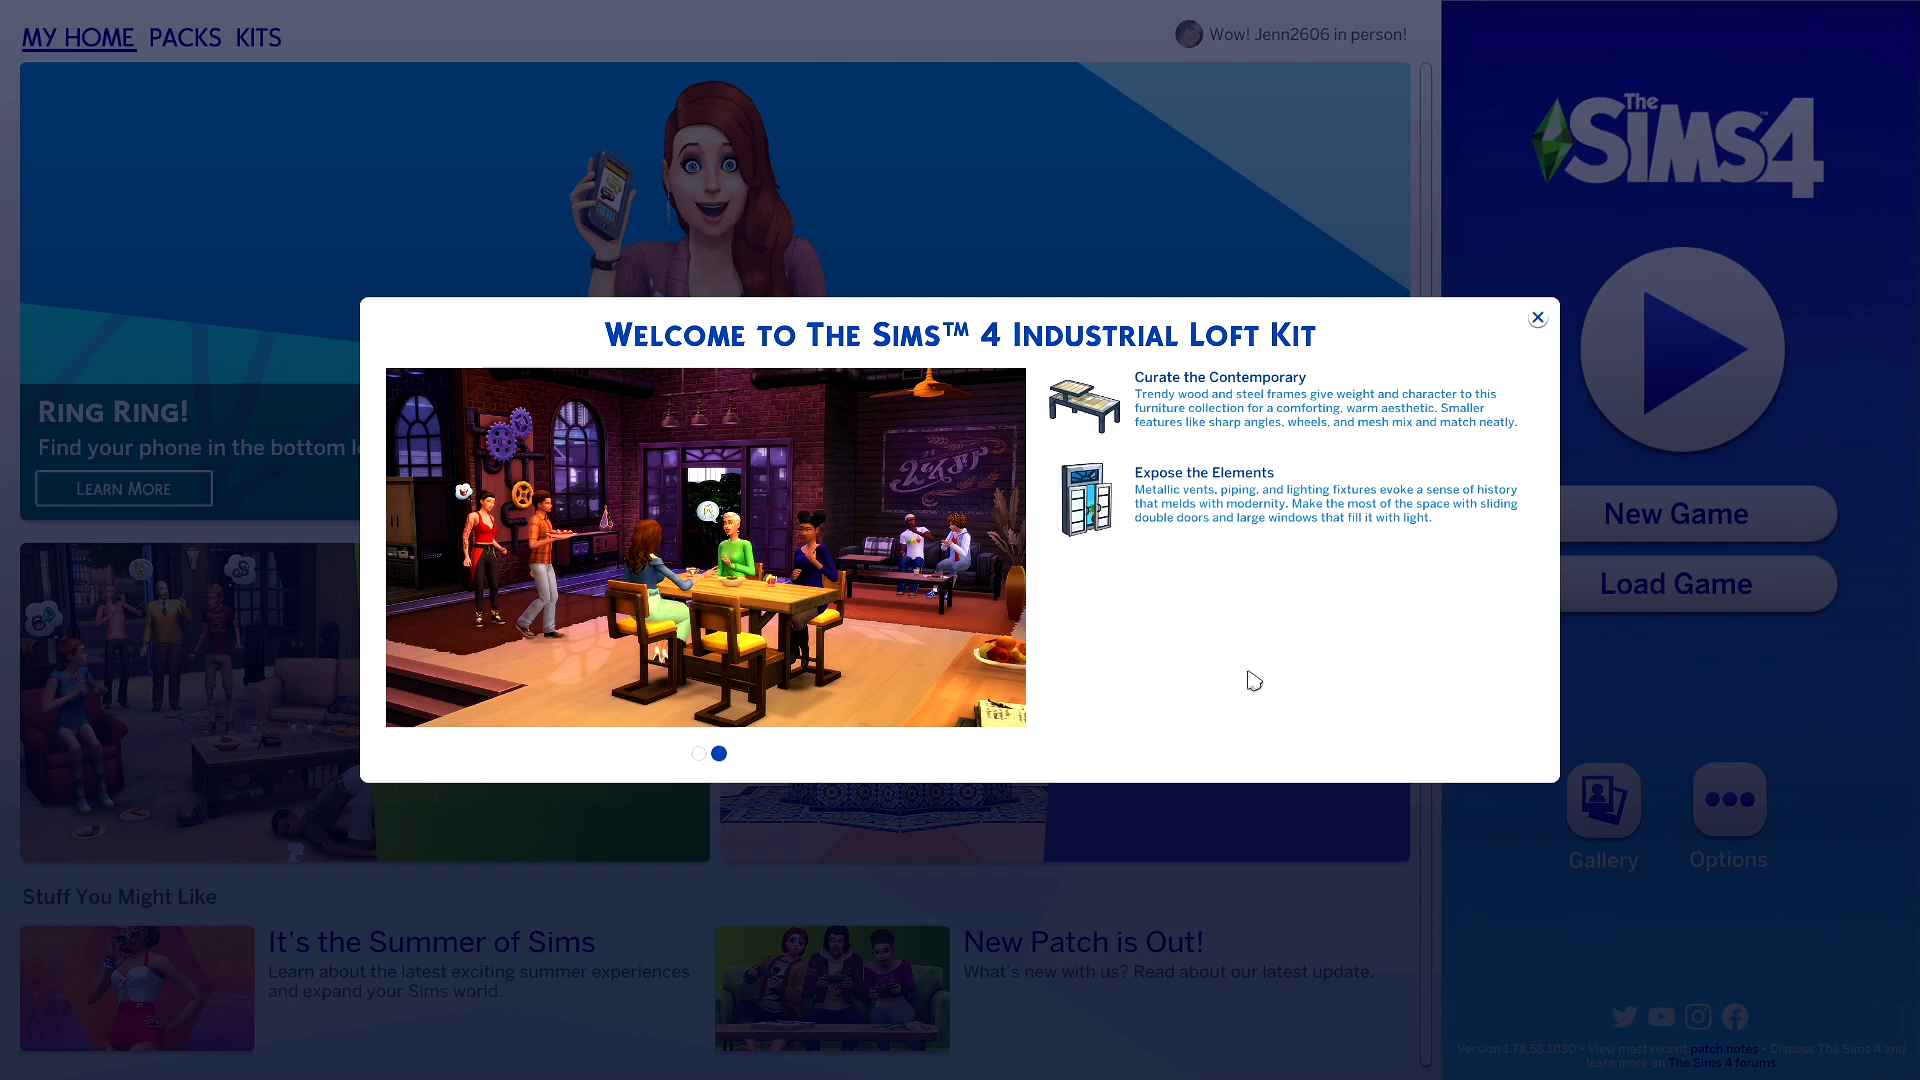 MY HOME PACKS KITS
Wow! Jenn2606 in person!
The SIMS 4
WELCOME TO THE SIMS™ 4 INDUSTRIAL LOFT KIT
Curate the Contemporary
Trendy wood and steel frames give weight and character to this
furniture collection for a comforting, warm aesthetic. Smaller
features like sharp angles, wheels, and mesh mix and match neatly.
Expose the Elements
Metallic vents, piping, and lighting fixtures evoke a sense of history
that melds with modernity. Make the most of the space with sliding
double doors and large windows that fill it with light.
RING RING!
Find your phone in the bottom l
LEARN MORE
New Game
Load Game
Gallery
Options
Stuff You Might Like
It's the Summer of Sims
Learn about the latest exciting summer experiences
and expand your Sims world.
New Patch is Out!
What's new with us? Read about our latest update.
Version 1.78.58.1030 • View most recent patch notes • Discuss The Sims 4 and
learn more on The Sims 4 forums